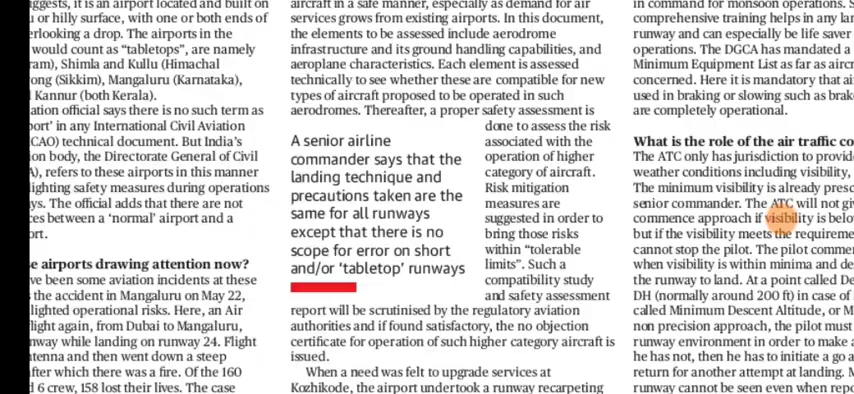 uggests, it is an airport located and built on
u or hilly surface, with one or both ends of
erlooking a drop. The airports in the
would count as “tabletops”, are namely
ram), Shimla and Kullu (Himachal
yong (Sikkim), Mangaluru (Karnataka),
Kannur (both Kerala).
ation official says there is no such term as
port’ in any International Civil Aviation
CAO) technical document. But India’s
ion body, the Directorate General of Civil
A), refers to these airports in this manner
lighting safety measures during operations
ys. The official adds that there are not
ces between a ‘normal’ airport and a
ort.
se airports drawing attention now?
ve been some aviation incidents at these
the accident in Mangaluru on May 22,
lighted operational risks. Here, an Air
flight again, from Dubai to Mangaluru,
nway while landing on runway 24. Flight
ntenna and then went down a steep
after which there was a fire. Of the 160
d 6 crew, 158 lost their lives. The case
aircraft in a safe manner, especially as demand for air
services grows from existing airports. In this document,
the elements to be assessed include aerodrome
infrastructure and its ground handling capabilities, and
aeroplane characteristics. Each element is assessed
technically to see whether these are compatible for new
types of aircraft proposed to be operated in such
aerodromes. Thereafter, a proper safety assessment is
done to assess the risk
associated with the
operation of higher
category of aircraft.
Risk mitigation
measures are
suggested in order to
bring those risks
within “tolerable
limits”. Such a
compatibility study
and safety assessment
A senior airline
commander says that the
landing technique and
precautions taken are the
same for all runways
except that there is no
scope for error on short
and/or ‘tabletop’ runways
report will be scrutinised by the regulatory aviation
authorities and if found satisfactory, the no objection
certificate for operation of such higher category aircraft is
issued.
When a need was felt to upgrade services at
Kozhikode, the airport undertook a runway recarpeting
in command for monsoon operations. S
comprehensive training helps in any lan
runway and can especially be life saver
operations. The DGCA has mandated a
Minimum Equipment List as far as aircr
concerned. Here it is mandatory that ai
used in braking or slowing such as brak
are completely operational.
What is the role of the air traffic co
The ATC only has jurisdiction to provid
weather conditions including visibility,
The minimum visibility is already presc
senior commander. The ATC will not giv
commence approach if visibility is belo
but if the visibility meets the requireme
cannot stop the pilot. The pilot commen
when visibility is within minima and de
the runway to land. At a point called De
DH (normally around 200 ft) in case of
called Minimum Descent Altitude, or M
non precision approach, the pilot must
runway environment in order to make a
he has not, then he has to initiate a go a
return for another attempt at landing. M
runway cannot be seen even when repo